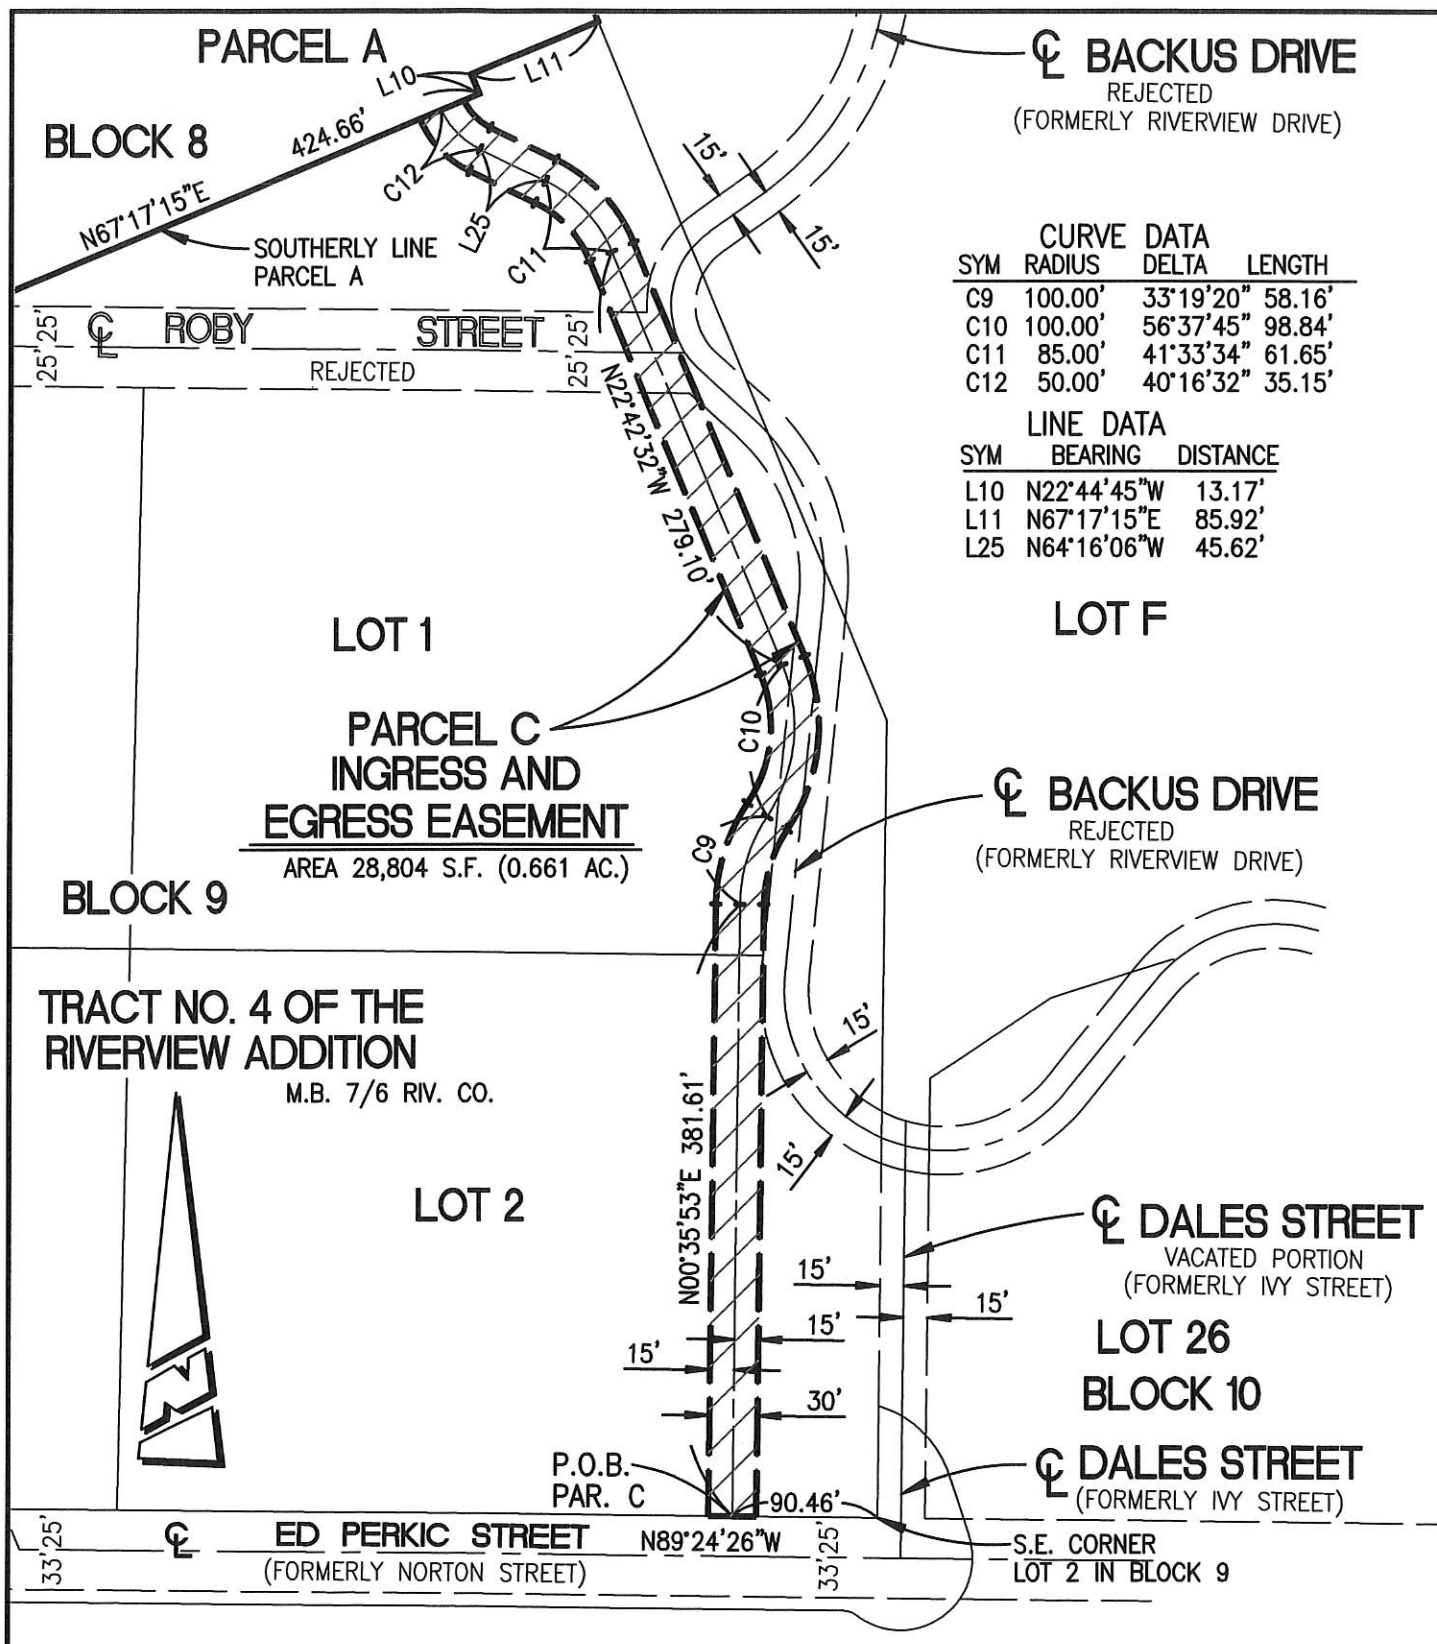 PARCEL A
L10
L11
BLOCK 8
424.66'
N67°17'15"E
C12
L25
C11
SOUTHERLY LINE
PARCEL A
15'
15'
℄ BACKUS DRIVE
REJECTED
(FORMERLY RIVERVIEW DRIVE)
CURVE DATA
SYM RADIUS DELTA LENGTH
C9 100.00' 33°19'20" 58.16'
C10 100.00' 56°37'45" 98.84'
C11 85.00' 41°33'34" 61.65'
C12 50.00' 40°16'32" 35.15'
LINE DATA
SYM BEARING DISTANCE
L10 N22°44'45"W 13.17'
L11 N67°17'15"E 85.92'
L25 N64°16'06"W 45.62'
25' 25'
℄ ROBY STREET
REJECTED
25' 25'
N22°42'32"W 279.10'
LOT 1
LOT F
PARCEL C
INGRESS AND
EGRESS EASEMENT
AREA 28,804 S.F. (0.661 AC.)
C10
C9
℄ BACKUS DRIVE
REJECTED
(FORMERLY RIVERVIEW DRIVE)
BLOCK 9
TRACT NO. 4 OF THE
RIVERVIEW ADDITION
M.B. 7/6 RIV. CO.
15'
15'
N00°35'53"E 381.61'
LOT 2
℄ DALES STREET
VACATED PORTION
(FORMERLY IVY STREET)
15'
15'
15'
15'
30'
LOT 26
BLOCK 10
N
P.O.B.
PAR. C
90.46'
℄ DALES STREET
(FORMERLY IVY STREET)
33' 25'
℄ ED PERKIC STREET
(FORMERLY NORTON STREET)
N89°24'26"W
33' 25'
S.E. CORNER
LOT 2 IN BLOCK 9